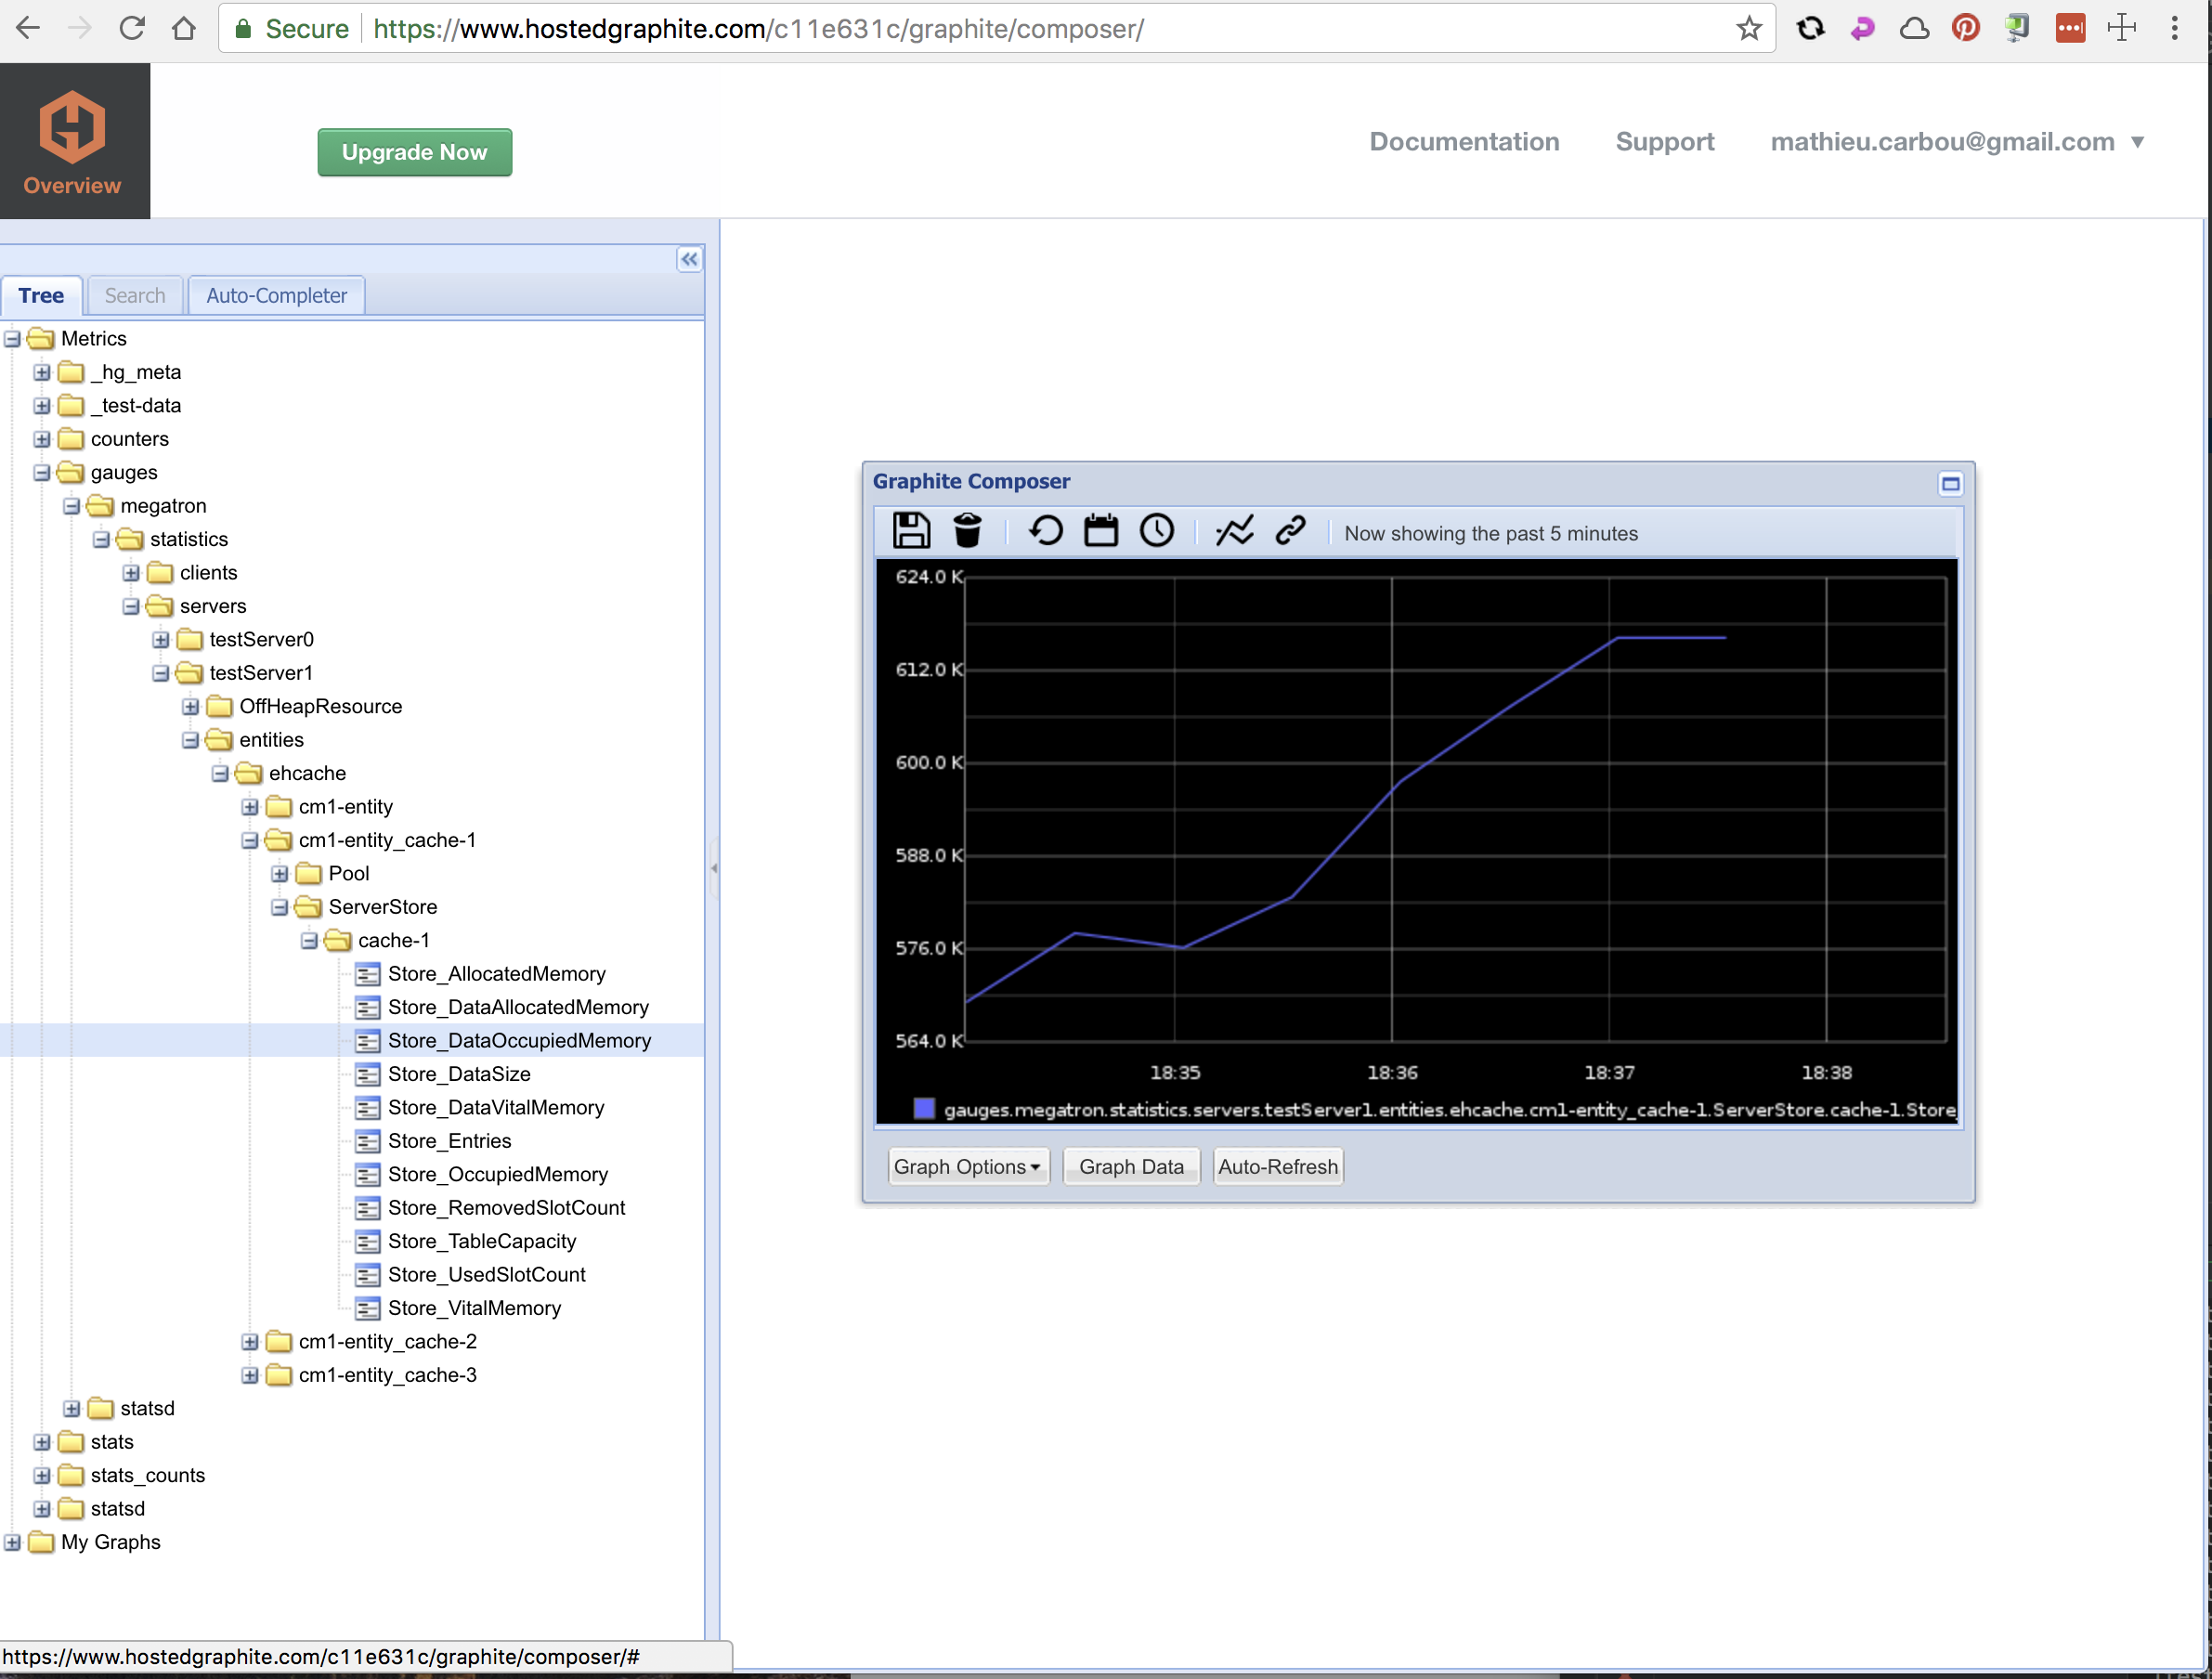 Secure https://www.hostedgraphite.com/c11e631c/graphite/composer/
Overview
Upgrade Now
Documentation Support mathieu.carbou@gmail.com
Tree Search Auto-Completer
Metrics
_hg_meta
_test-data
counters
gauges
megatron
statistics
clients
servers
testServer0
testServer1
OffHeapResource
entities
ehcache
cm1-entity
cm1-entity_cache-1
Pool
ServerStore
cache-1
Store_AllocatedMemory
Store_DataAllocatedMemory
Store_DataOccupiedMemory
Store_DataSize
Store_DataVitalMemory
Store_Entries
Store_OccupiedMemory
Store_RemovedSlotCount
Store_TableCapacity
Store_UsedSlotCount
Store_VitalMemory
cm1-entity_cache-2
cm1-entity_cache-3
statsd
stats
stats_counts
statsd
My Graphs
Graphite Composer
Now showing the past 5 minutes
624.0 K
612.0 K
600.0 K
588.0 K
576.0 K
564.0 K
18:35 18:36 18:37 18:38
gauges.megatron.statistics.servers.testServer1.entities.ehcache.cm1-entity_cache-1.ServerStore.cache-1.Store_
Graph Options Graph Data Auto-Refresh
https://www.hostedgraphite.com/c11e631c/graphite/composer/#